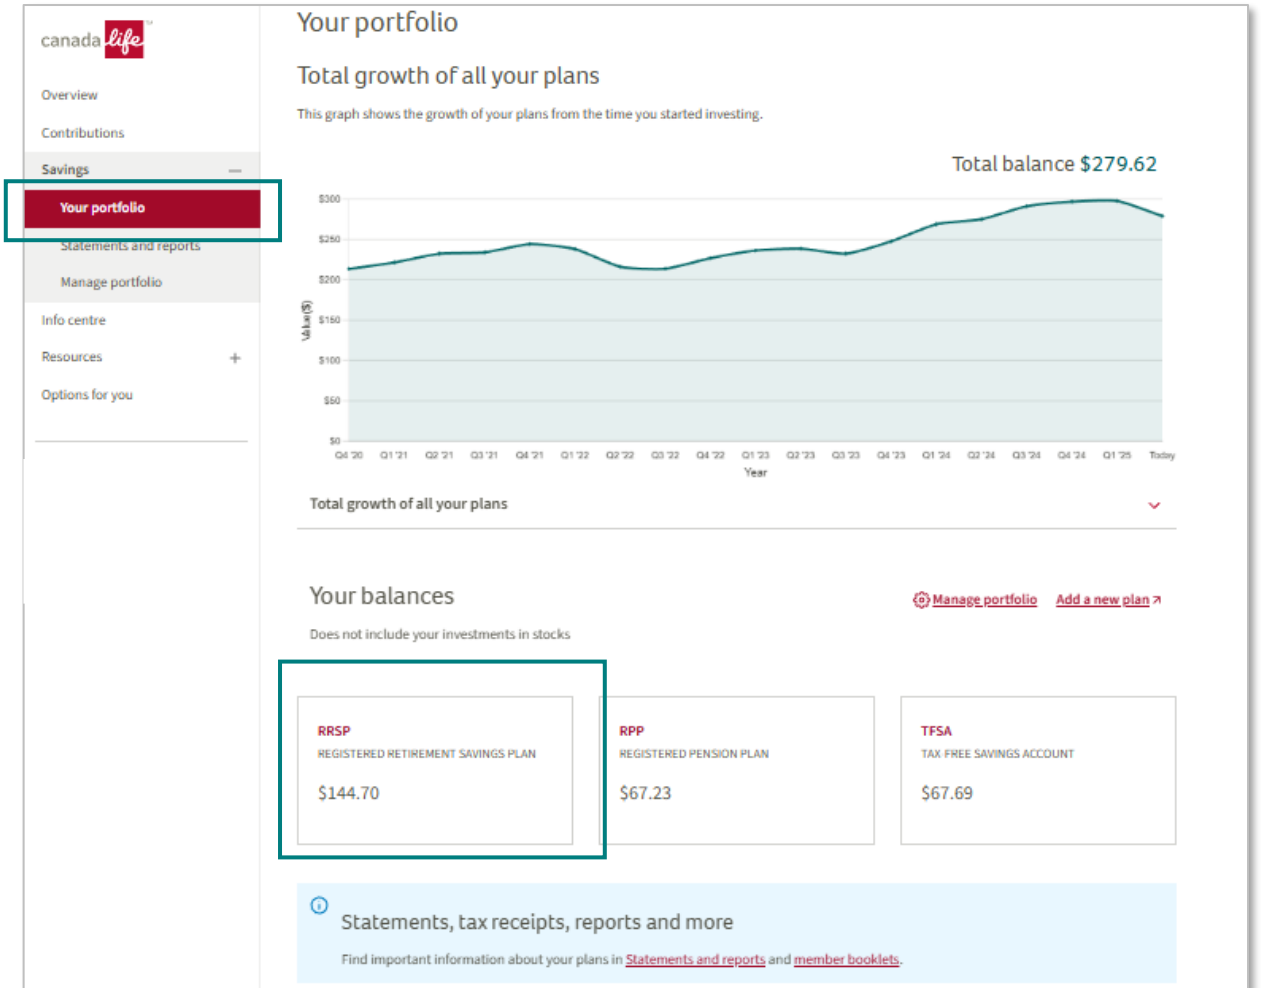 canada life
Overview
Contributions
Savings
Your portfolio
Statements and reports
Manage portfolio
Info centre
Resources
Options for you
Your portfolio
Total growth of all your plans
This graph shows the growth of your plans from the time you started investing.
Total balance $279.62
$300
$250
$200
$150
$100
$50
$0
Value($)
Q4 '20 Q1 '21 Q2 '21 Q3 '21 Q4 '21 Q1 '22 Q2 '22 Q3 '22 Q4 '22 Q1 '23 Q2 '23 Q3 '23 Q4 '23 Q1 '24 Q2 '24 Q3 '24 Q4 '24 Q1 '25 Today
Year
Total growth of all your plans
Your balances
Manage portfolio Add a new plan
Does not include your investments in stocks
RRSP
REGISTERED RETIREMENT SAVINGS PLAN
$144.70
RPP
REGISTERED PENSION PLAN
$67.23
TFSA
TAX-FREE SAVINGS ACCOUNT
$67.69
Statements, tax receipts, reports and more
Find important information about your plans in Statements and reports and member booklets.